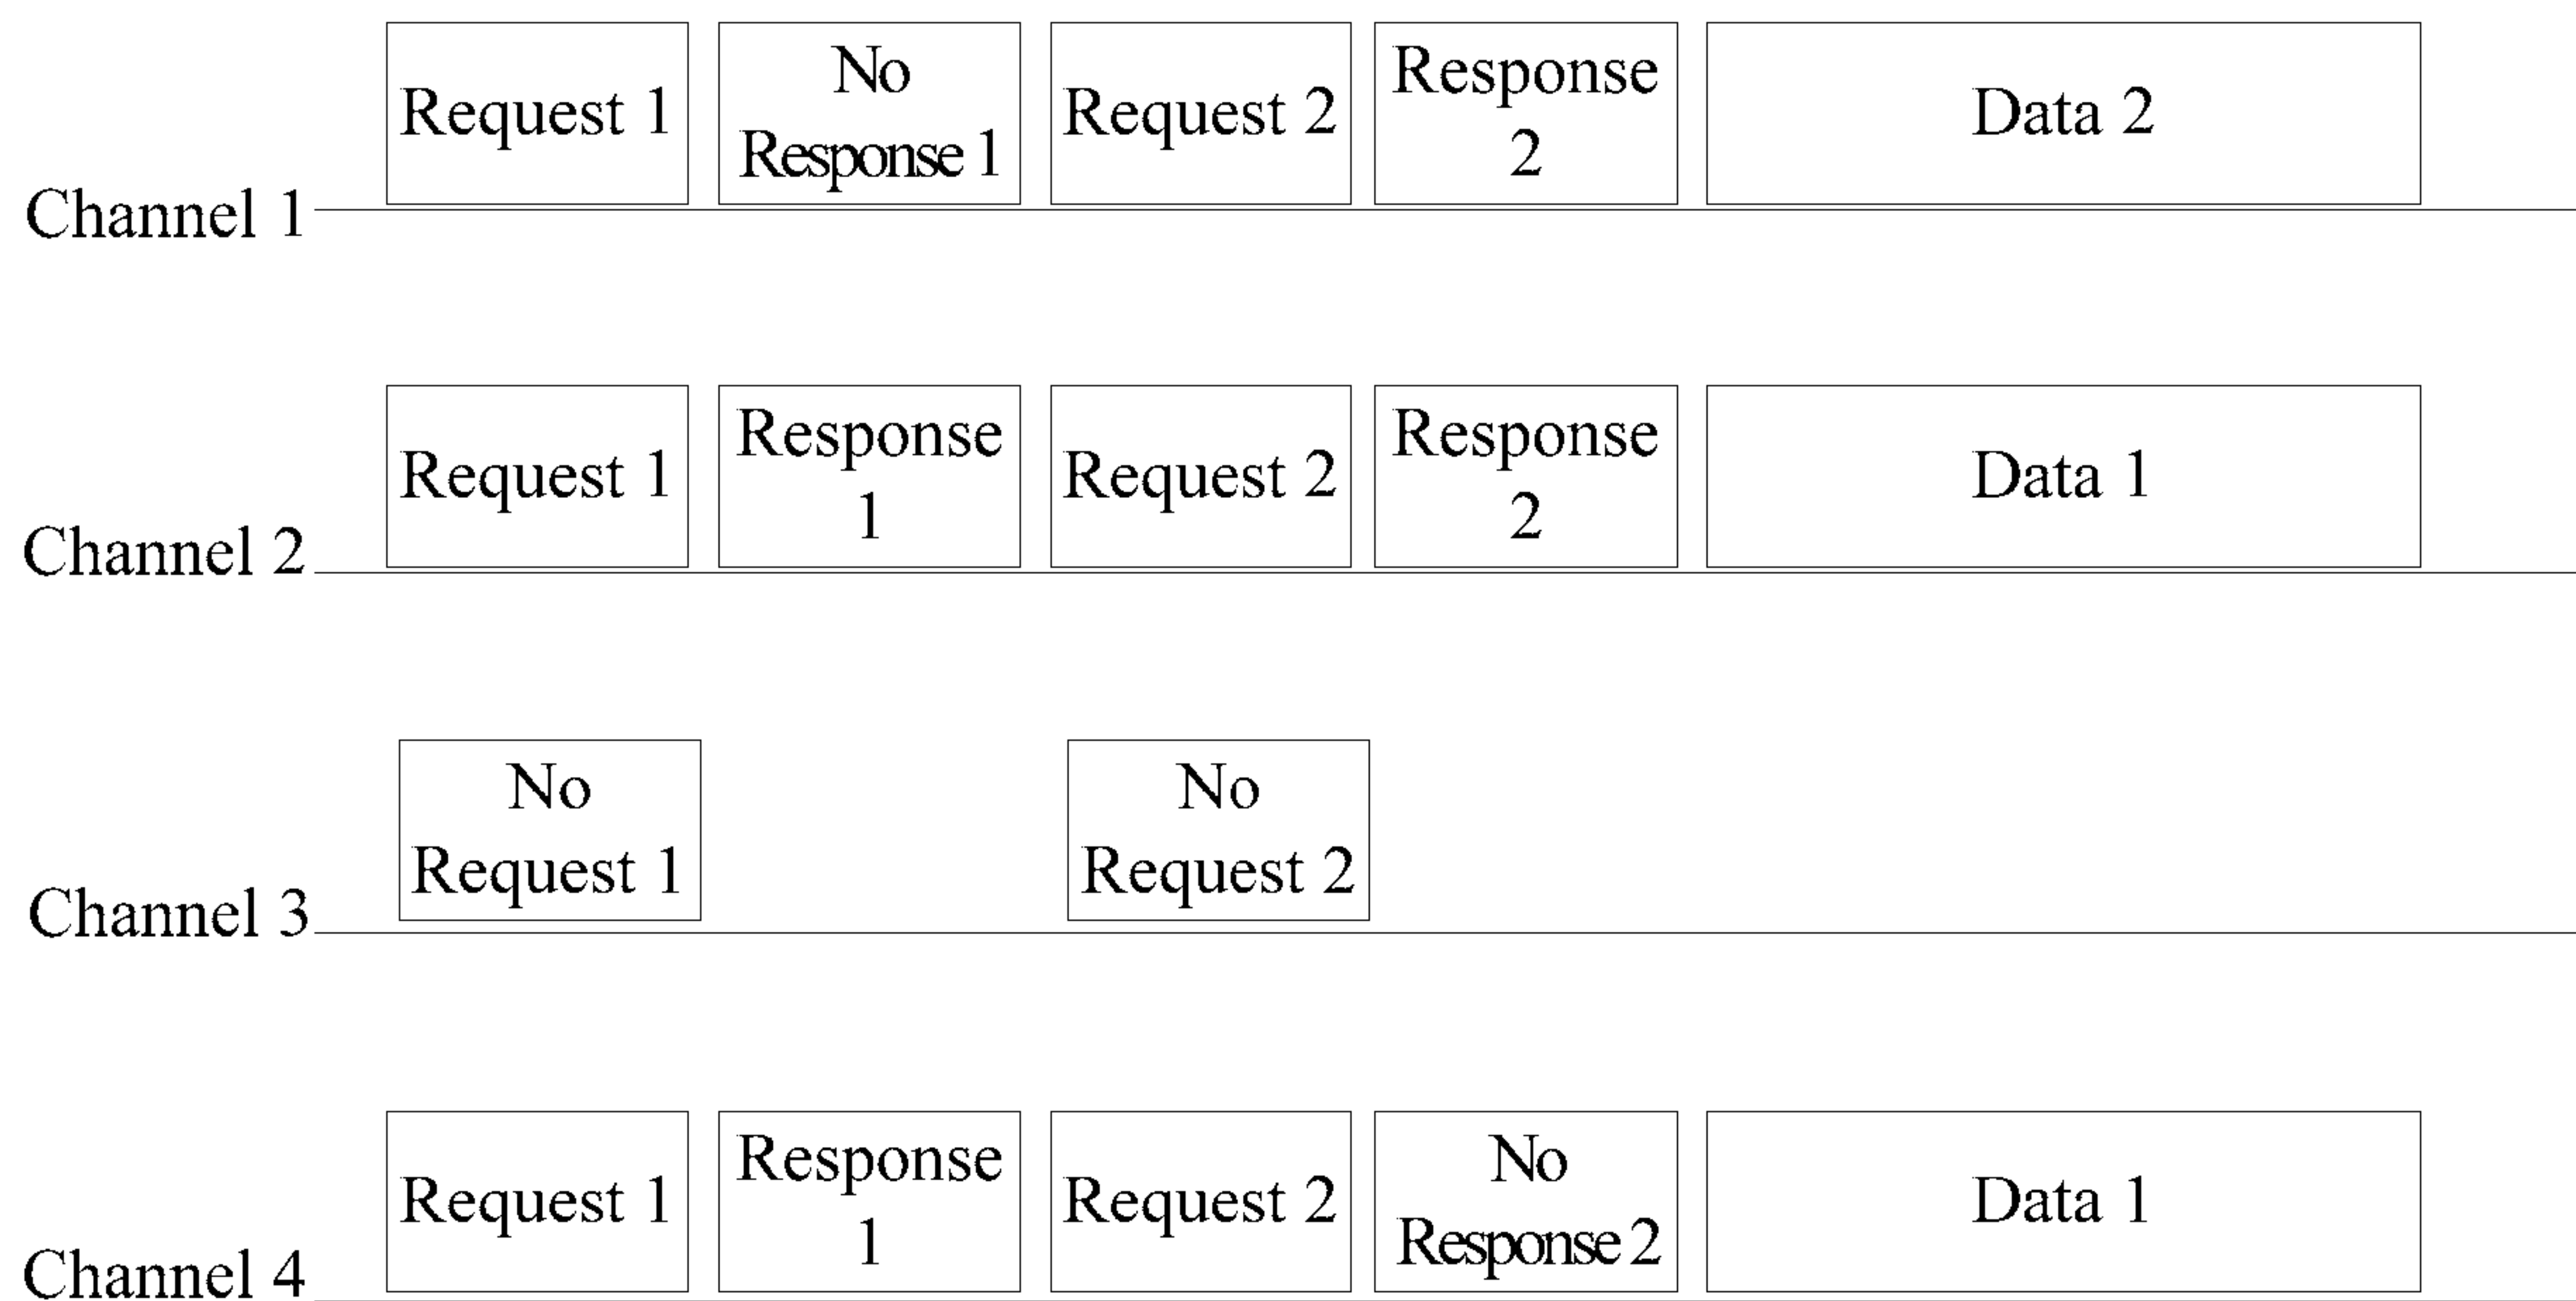 No
Response
Request 1
Request 2
Data 2
Response 1
2
Channel 1
Response
Response
Request 1
Request 2
Data 1
1
2
Channel 2
No
No
Request 1
Request 2
Channel 3
Response
No
Request 1
Request 2
Data 1
1
Response 2
Channel 4